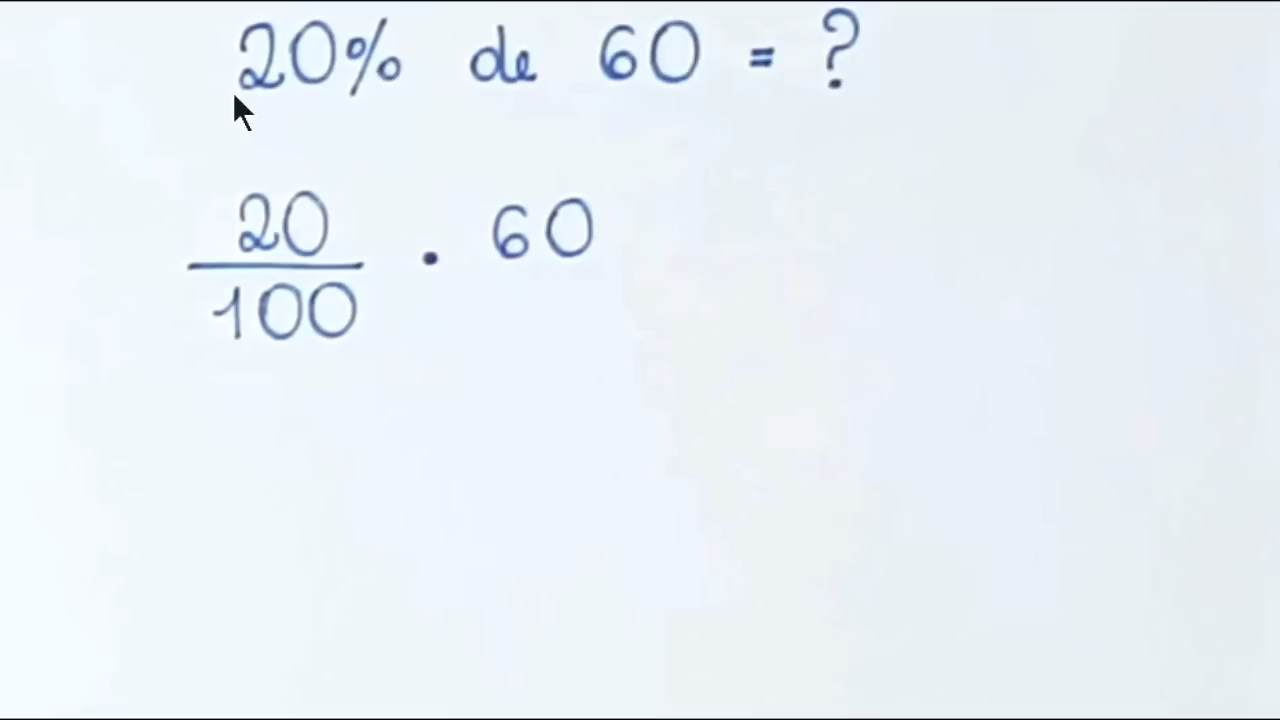 20% de 60 = ?
20/100 . 60